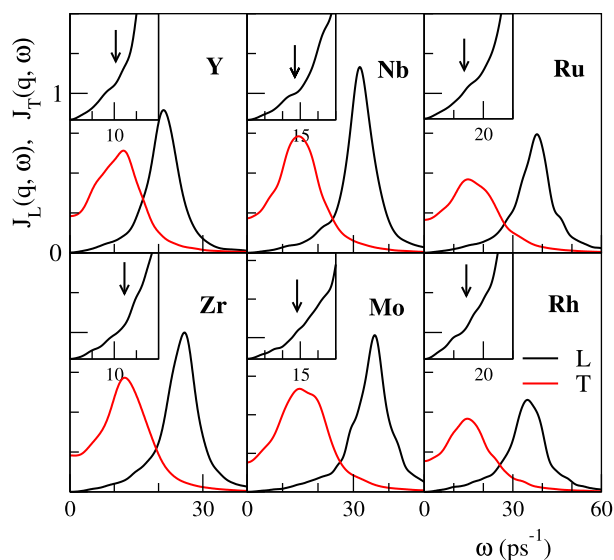 J_L(q, ω), J_T(q, ω)
1
0
Y
10
Nb
15
Ru
20
Zr
10
Mo
15
Rh
20
L
T
0
30
0
30
0
30
60
ω (ps⁻¹)